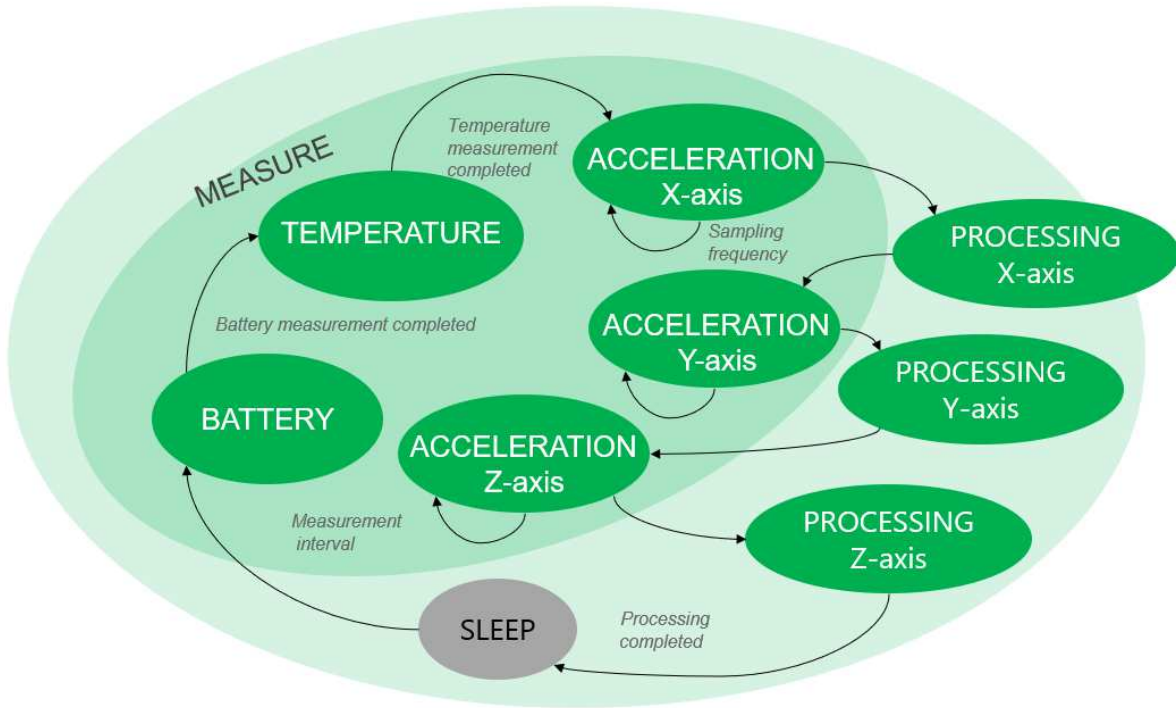 MEASURE
Temperature
measurement
completed
ACCELERATION
X-axis
TEMPERATURE
Sampling
frequency
PROCESSING
X-axis
Battery measurement completed
ACCELERATION
Y-axis
PROCESSING
Y-axis
BATTERY
ACCELERATION
Z-axis
Measurement
interval
PROCESSING
Z-axis
SLEEP
Processing
completed